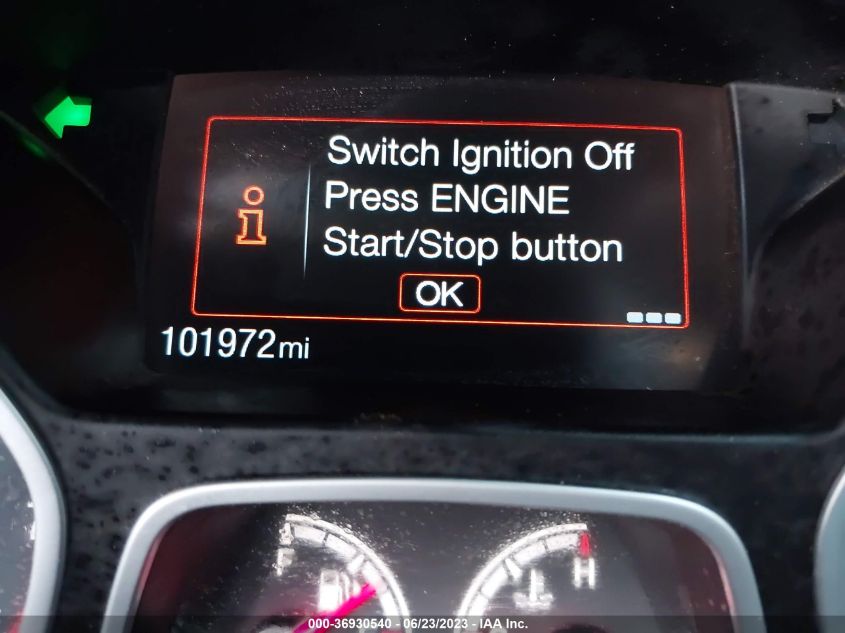 Switch Ignition Off
Press ENGINE
Start/Stop button
OK
101972mi
F
H
000-36930540 - 06/23/2023 - IAA Inc.